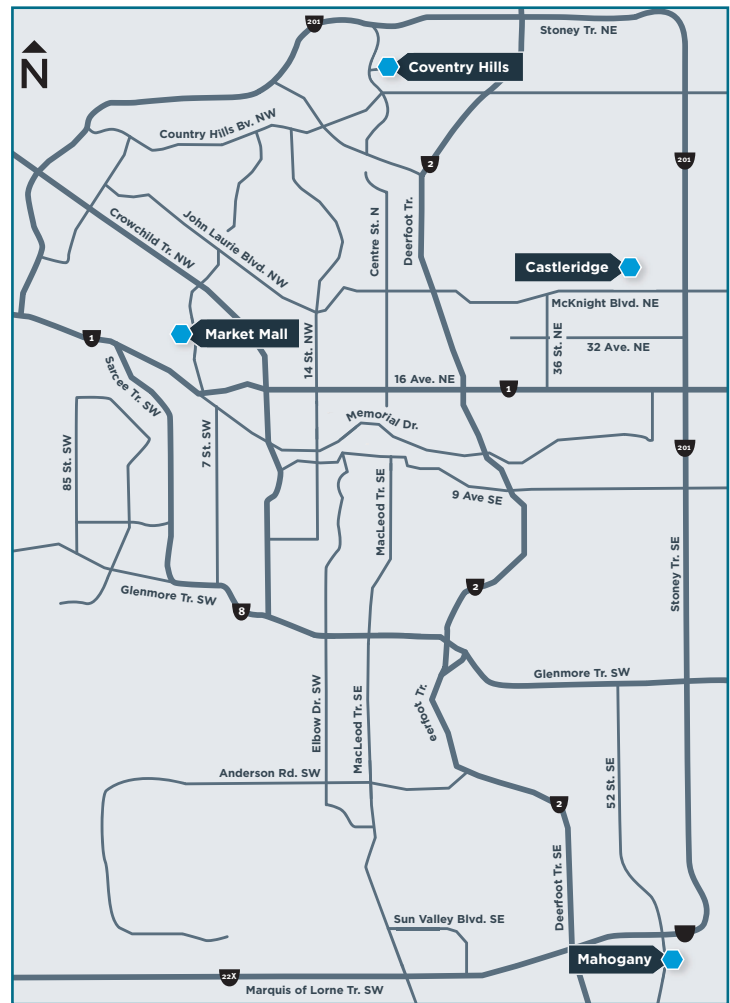 201
Stoney Tr. NE
N
Coventry Hills
Country Hills Bv. NW
2
201
Crowchild Tr. NW
John Laurie Blvd. NW
Centre St. N
Deerfoot Tr.
Castleridge
McKnight Blvd. NE
Market Mall
1
14 St. NW
36 St. NE
32 Ave. NE
Sarcee Tr. SW
16 Ave. NE
1
Memorial Dr.
85 St. SW
7 St. SW
201
MacLeod Tr. SE
9 Ave SE
Stoney Tr. SE
2
Glenmore Tr. SW
8
Glenmore Tr. SW
Elbow Dr. SW
MacLeod Tr. SE
eerfoot Tr.
Anderson Rd. SW
52 St. SE
2
Deerfoot Tr. SE
Sun Valley Blvd. SE
Mahogany
22X
Marquis of Lorne Tr. SW